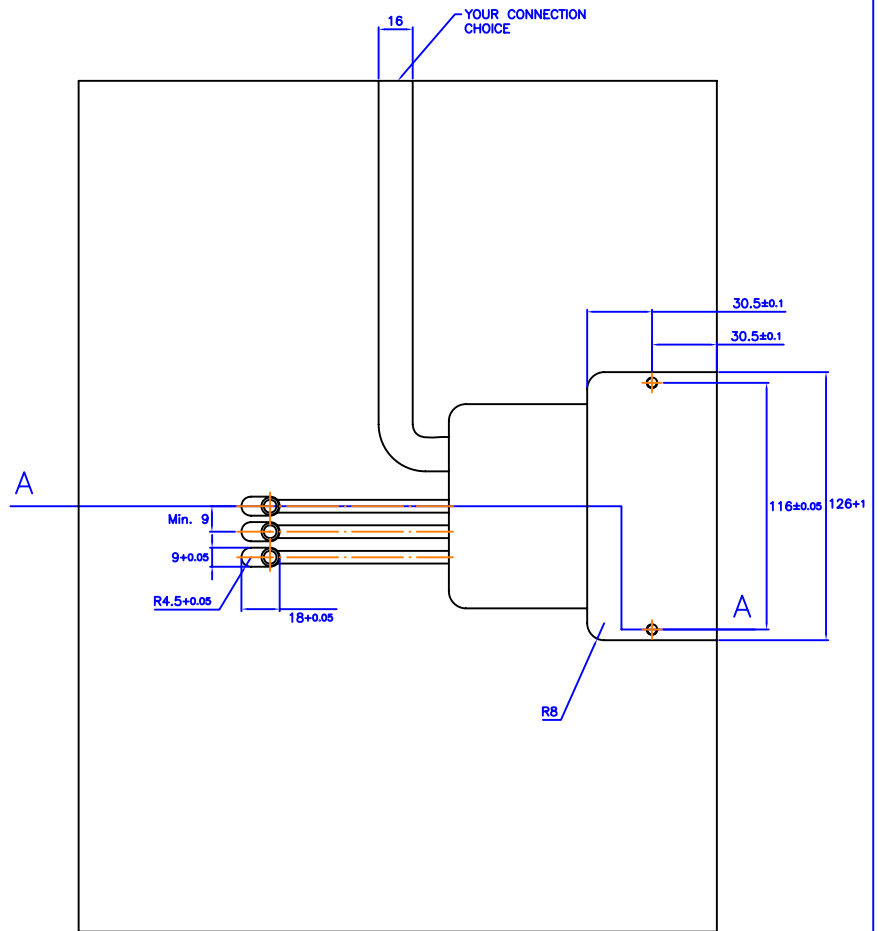 16
YOUR CONNECTION
CHOICE
30.5±0.1
30.5±0.1
A
116±0.05
126+1
Min. 9
9+0.05
R4.5+0.05
18+0.05
A
R8